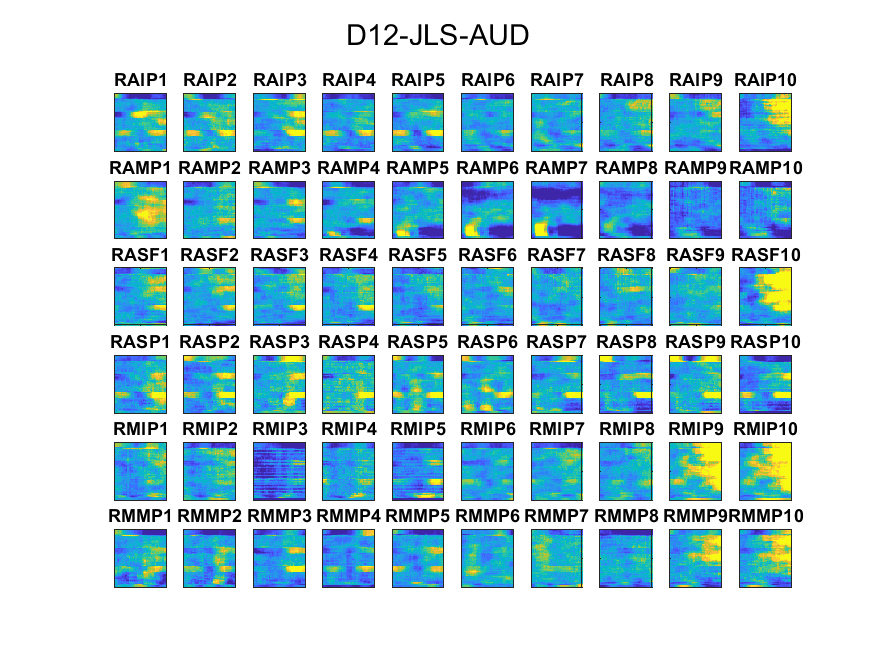 D12-JLS-AUD
RAIP1 RAIP2 RAIP3 RAIP4 RAIP5 RAIP6 RAIP7 RAIP8 RAIP9 RAIP10
RAMP1 RAMP2 RAMP3 RAMP4 RAMP5 RAMP6 RAMP7 RAMP8 RAMP9 RAMP10
RASF1 RASF2 RASF3 RASF4 RASF5 RASF6 RASF7 RASF8 RASF9 RASF10
RASP1 RASP2 RASP3 RASP4 RASP5 RASP6 RASP7 RASP8 RASP9 RASP10
RMIP1 RMIP2 RMIP3 RMIP4 RMIP5 RMIP6 RMIP7 RMIP8 RMIP9 RMIP10
RMMP1 RMMP2 RMMP3 RMMP4 RMMP5 RMMP6 RMMP7 RMMP8 RMMP9 RMMP10